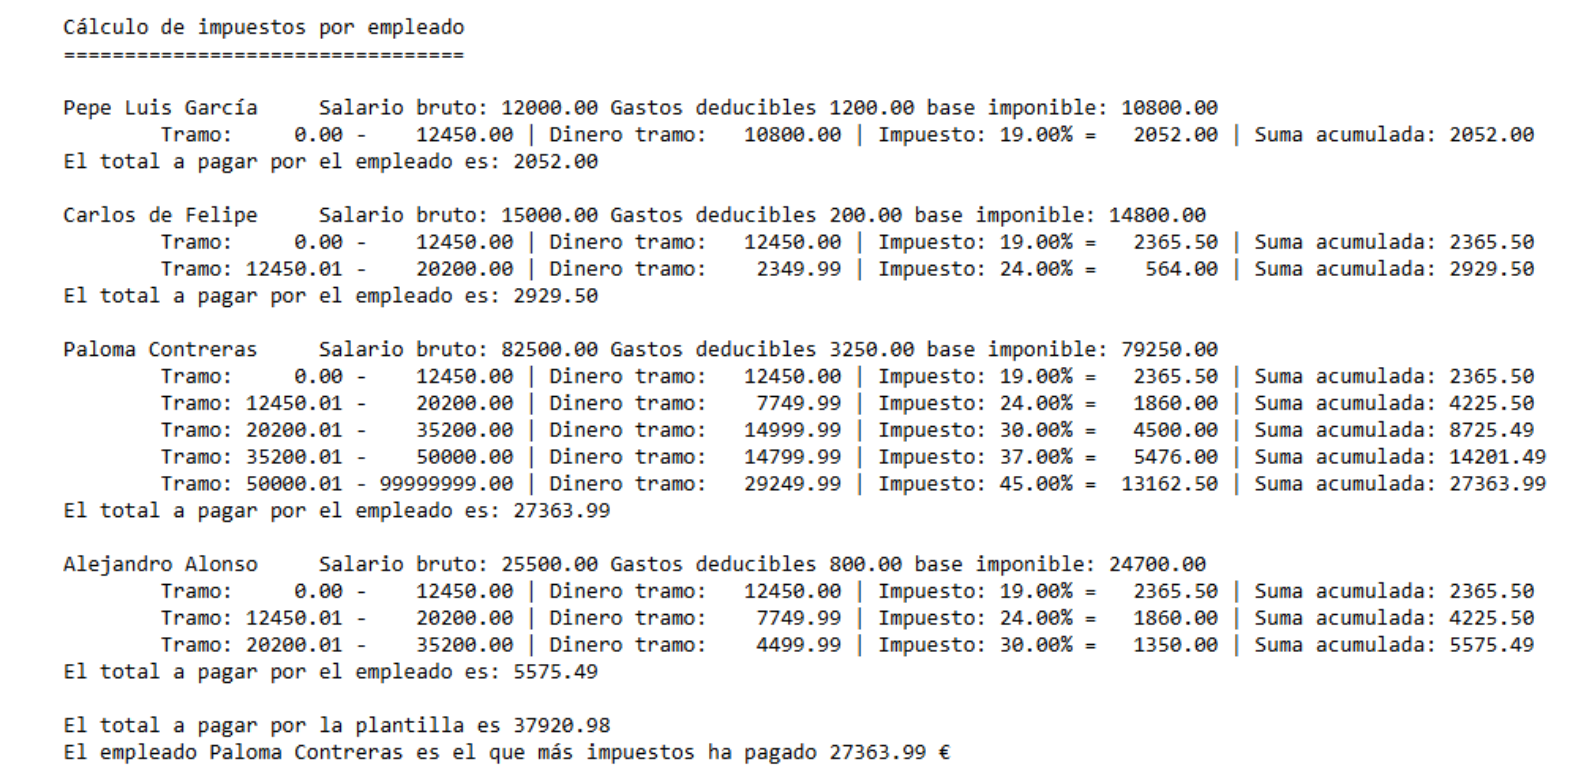 Cálculo de impuestos por empleado
=================================
Pepe Luis García     Salario bruto: 12000.00 Gastos deducibles 1200.00 base imponible: 10800.00
        Tramo:     0.00 -    12450.00 | Dinero tramo:   10800.00 | Impuesto: 19.00% =   2052.00 | Suma acumulada: 2052.00
El total a pagar por el empleado es: 2052.00
Carlos de Felipe     Salario bruto: 15000.00 Gastos deducibles 200.00 base imponible: 14800.00
        Tramo:     0.00 -    12450.00 | Dinero tramo:   12450.00 | Impuesto: 19.00% =   2365.50 | Suma acumulada: 2365.50
        Tramo: 12450.01 -    20200.00 | Dinero tramo:    2349.99 | Impuesto: 24.00% =    564.00 | Suma acumulada: 2929.50
El total a pagar por el empleado es: 2929.50
Paloma Contreras     Salario bruto: 82500.00 Gastos deducibles 3250.00 base imponible: 79250.00
        Tramo:     0.00 -    12450.00 | Dinero tramo:   12450.00 | Impuesto: 19.00% =   2365.50 | Suma acumulada: 2365.50
        Tramo: 12450.01 -    20200.00 | Dinero tramo:    7749.99 | Impuesto: 24.00% =   1860.00 | Suma acumulada: 4225.50
        Tramo: 20200.01 -    35200.00 | Dinero tramo:   14999.99 | Impuesto: 30.00% =   4500.00 | Suma acumulada: 8725.49
        Tramo: 35200.01 -    50000.00 | Dinero tramo:   14799.99 | Impuesto: 37.00% =   5476.00 | Suma acumulada: 14201.49
        Tramo: 50000.01 - 99999999.00 | Dinero tramo:   29249.99 | Impuesto: 45.00% =  13162.50 | Suma acumulada: 27363.99
El total a pagar por el empleado es: 27363.99
Alejandro Alonso     Salario bruto: 25500.00 Gastos deducibles 800.00 base imponible: 24700.00
        Tramo:     0.00 -    12450.00 | Dinero tramo:   12450.00 | Impuesto: 19.00% =   2365.50 | Suma acumulada: 2365.50
        Tramo: 12450.01 -    20200.00 | Dinero tramo:    7749.99 | Impuesto: 24.00% =   1860.00 | Suma acumulada: 4225.50
        Tramo: 20200.01 -    35200.00 | Dinero tramo:    4499.99 | Impuesto: 30.00% =   1350.00 | Suma acumulada: 5575.49
El total a pagar por el empleado es: 5575.49
El total a pagar por la plantilla es 37920.98
El empleado Paloma Contreras es el que más impuestos ha pagado 27363.99 €